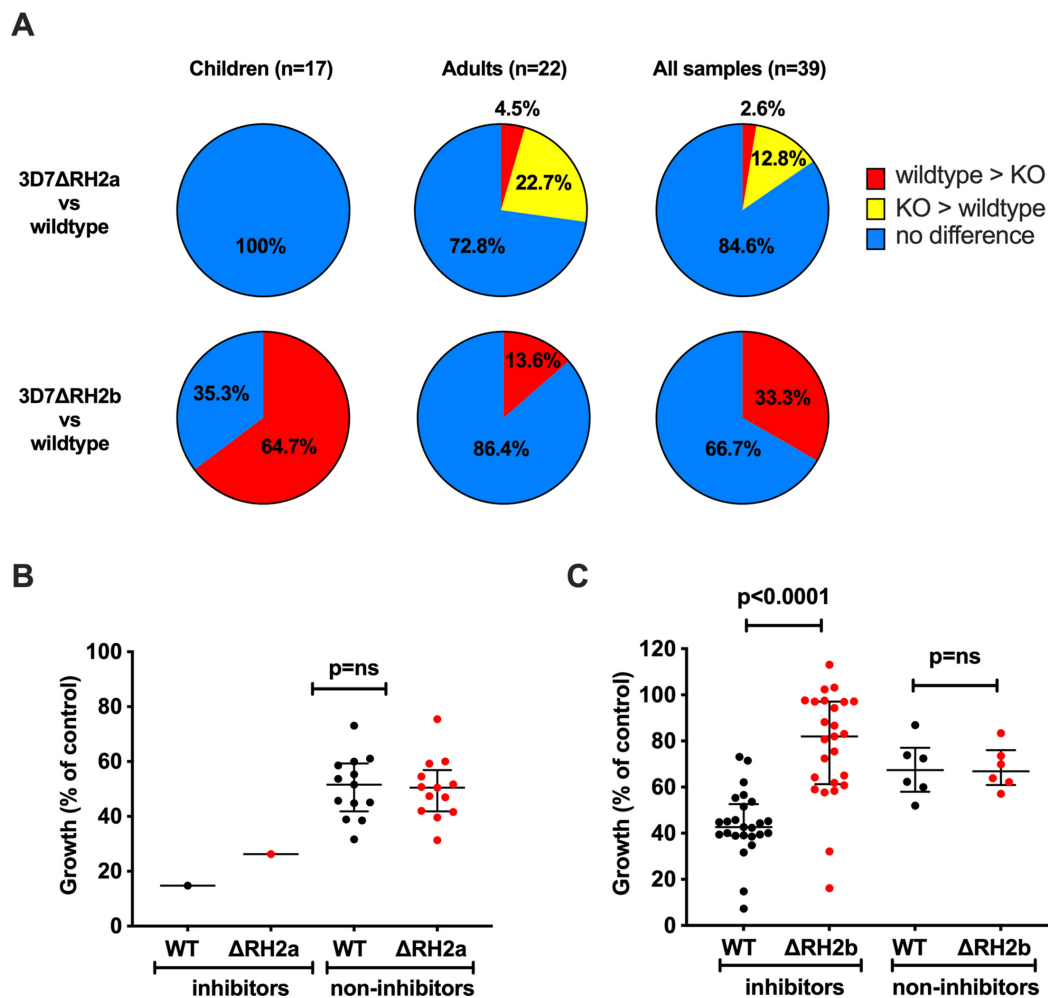 A
Children (n=17)
Adults (n=22)
All samples (n=39)
3D7ΔRH2a
vs
wildtype
100%
4.5%
22.7%
72.8%
2.6%
12.8%
84.6%
wildtype > KO
KO > wildtype
no difference
3D7ΔRH2b
vs
wildtype
35.3%
64.7%
13.6%
86.4%
33.3%
66.7%
B
Growth (% of control)
100
80
60
40
20
0
p=ns
WT
ΔRH2a
WT
ΔRH2a
inhibitors
non-inhibitors
C
Growth (% of control)
120
100
80
60
40
20
0
p<0.0001
p=ns
WT
ΔRH2b
WT
ΔRH2b
inhibitors
non-inhibitors